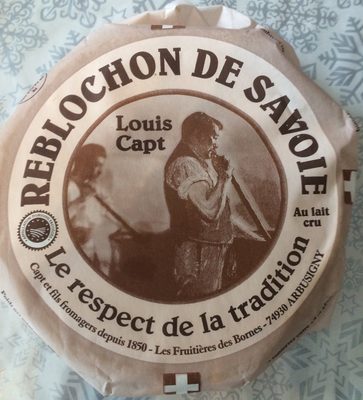 REBLOCHON DE SAVOIE
Louis
Capt
Au lait
cru
Le respect de la tradition
Capt et fils fromagers depuis 1850 - Les Fruitières des Bornes - 74930 ARBUSIGNY